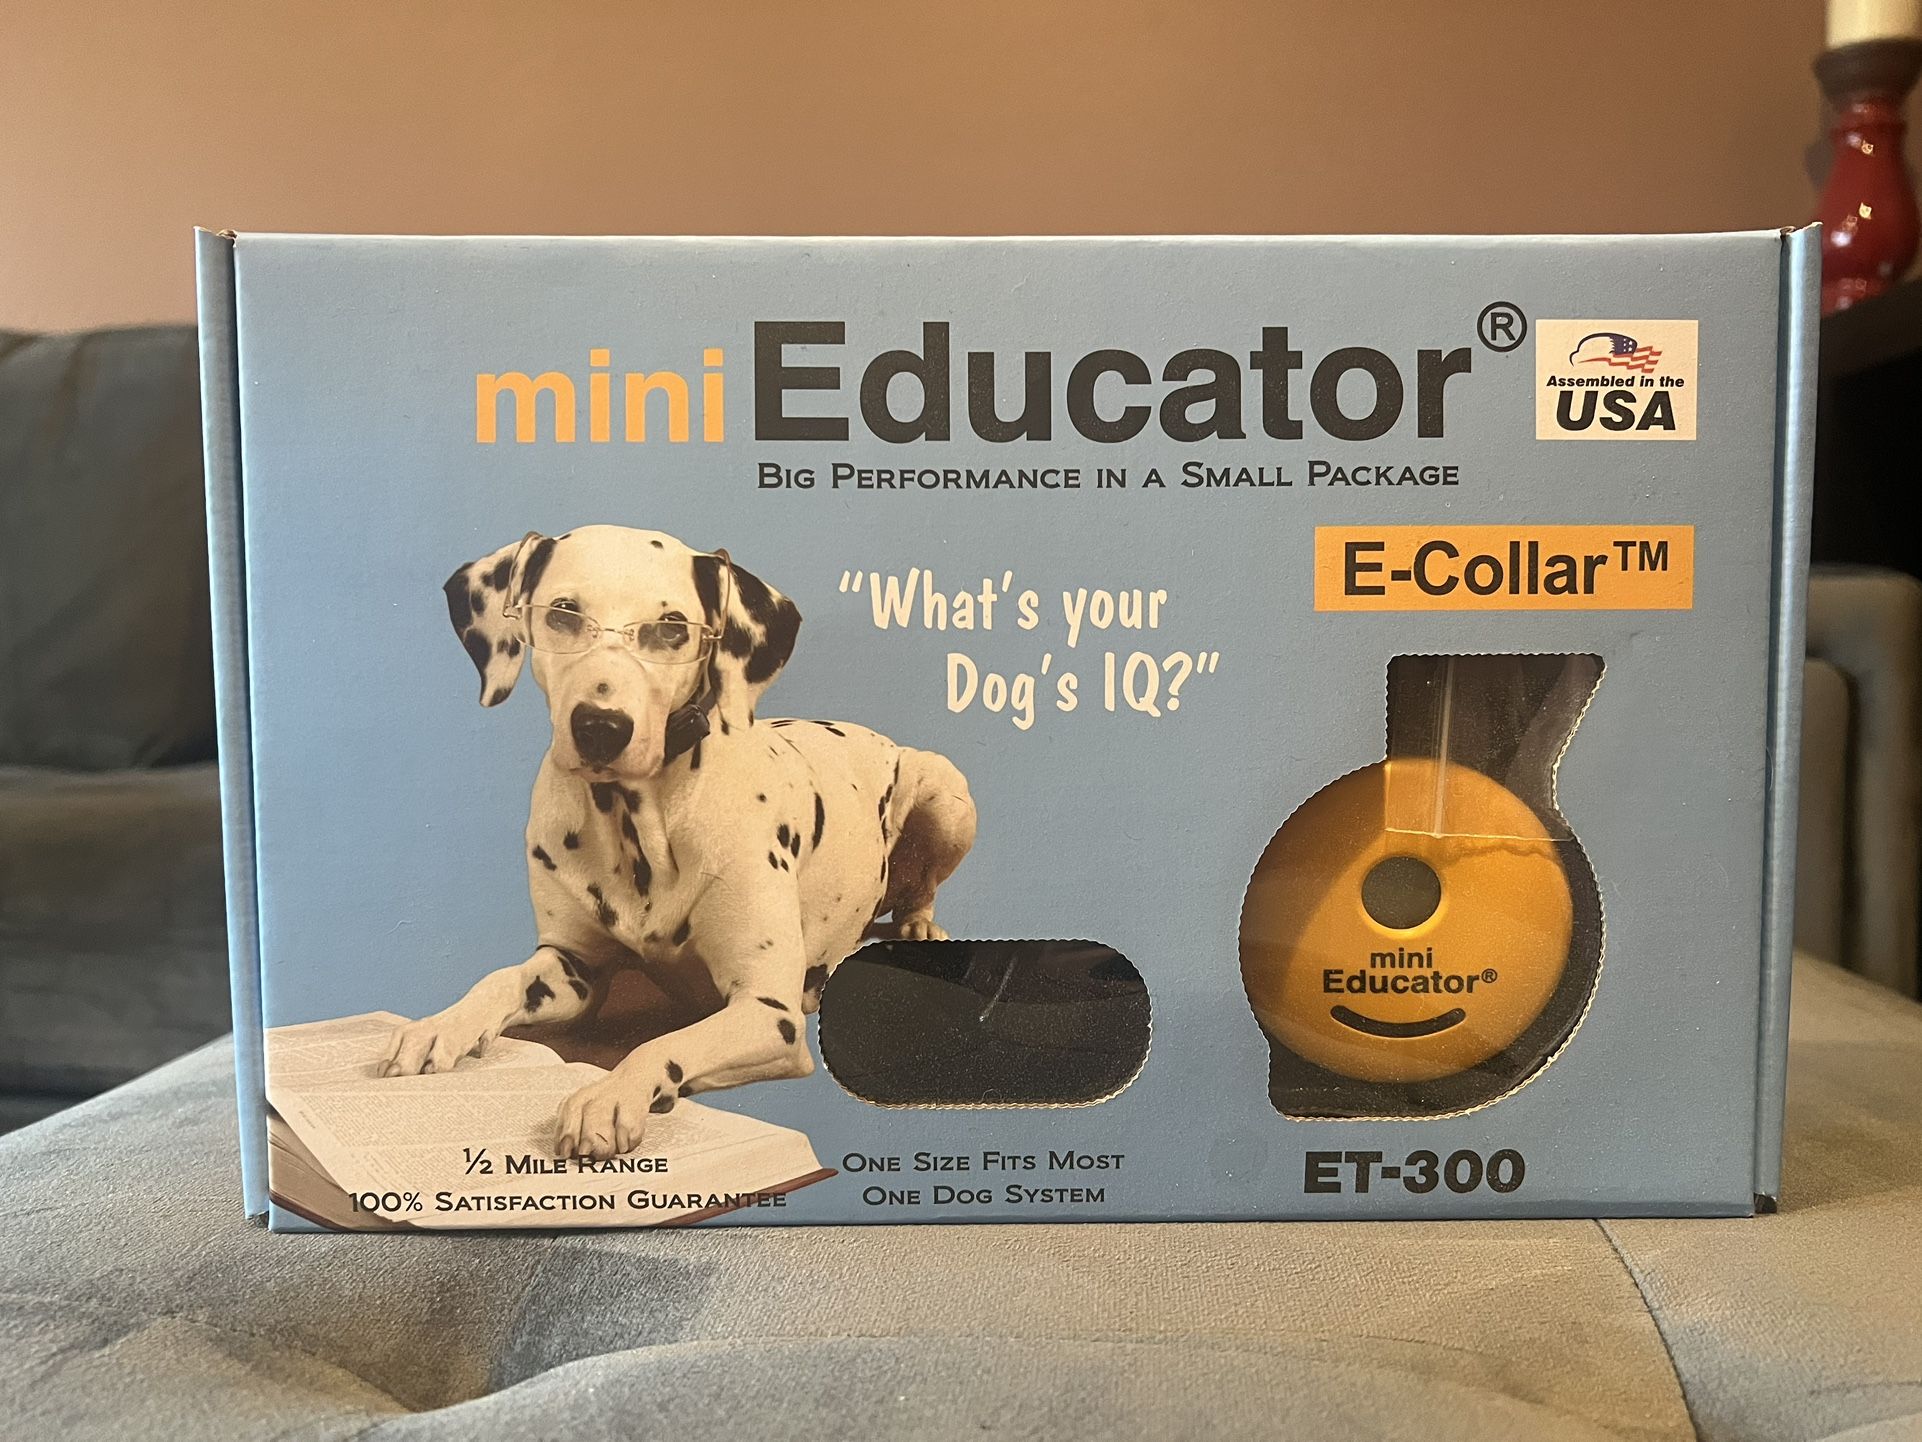 mini Educator®
Assembled in the
USA
BIG PERFORMANCE IN A SMALL PACKAGE
E-Collar™
"What's your
Dog's IQ?"
mini
Educator®
½ MILE RANGE
100% SATISFACTION GUARANTEE
ONE SIZE FITS MOST
ONE DOG SYSTEM
ET-300